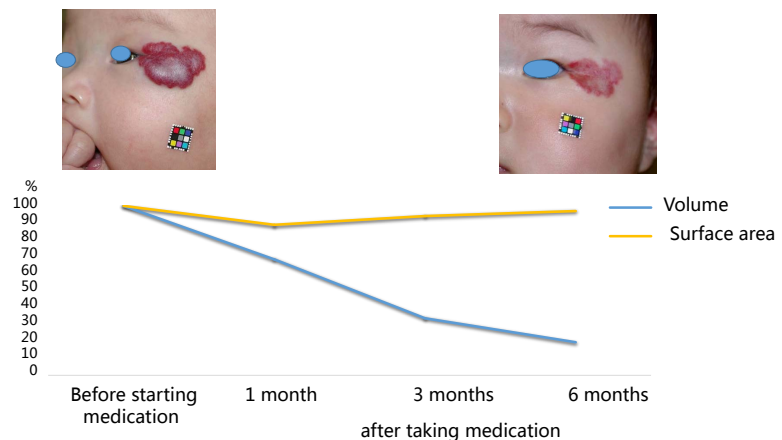 %
100
90
80
70
60
50
40
30
20
10
0
Volume
Surface area
Before starting
medication
1 month
3 months
6 months
after taking medication